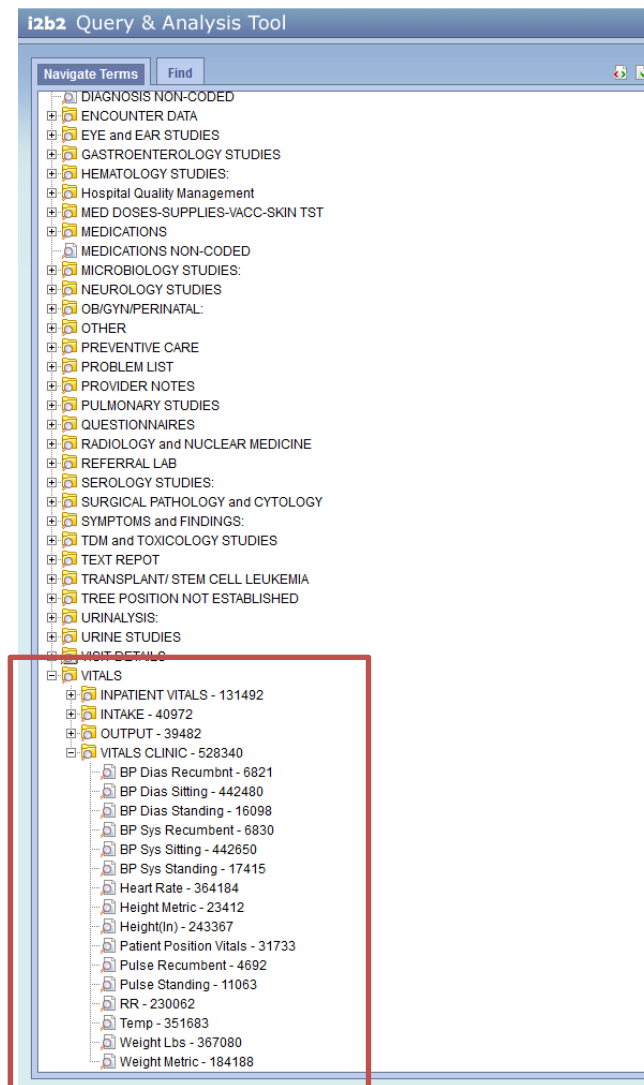 i2b2 Query & Analysis Tool
Navigate Terms Find
DIAGNOSIS NON-CODED
ENCOUNTER DATA
EYE and EAR STUDIES
GASTROENTEROLOGY STUDIES
HEMATOLOGY STUDIES:
Hospital Quality Management
MED DOSES-SUPPLIES-VACC-SKIN TST
MEDICATIONS
MEDICATIONS NON-CODED
MICROBIOLOGY STUDIES:
NEUROLOGY STUDIES
OB/GYN/PERINATAL:
OTHER
PREVENTIVE CARE
PROBLEM LIST
PROVIDER NOTES
PULMONARY STUDIES
QUESTIONNAIRES
RADIOLOGY and NUCLEAR MEDICINE
REFERRAL LAB
SEROLOGY STUDIES:
SURGICAL PATHOLOGY and CYTOLOGY
SYMPTOMS and FINDINGS:
TDM and TOXICOLOGY STUDIES
TEXT REPOT
TRANSPLANT/ STEM CELL LEUKEMIA
TREE POSITION NOT ESTABLISHED
URINALYSIS:
URINE STUDIES
VISIT DETAILS
VITALS
INPATIENT VITALS - 131492
INTAKE - 40972
OUTPUT - 39482
VITALS CLINIC - 528340
BP Dias Recumbnt - 6821
BP Dias Sitting - 442480
BP Dias Standing - 16098
BP Sys Recumbent - 6830
BP Sys Sitting - 442650
BP Sys Standing - 17415
Heart Rate - 364184
Height Metric - 23412
Height(In) - 243367
Patient Position Vitals - 31733
Pulse Recumbent - 4692
Pulse Standing - 11063
RR - 230062
Temp - 351683
Weight Lbs - 367080
Weight Metric - 184188